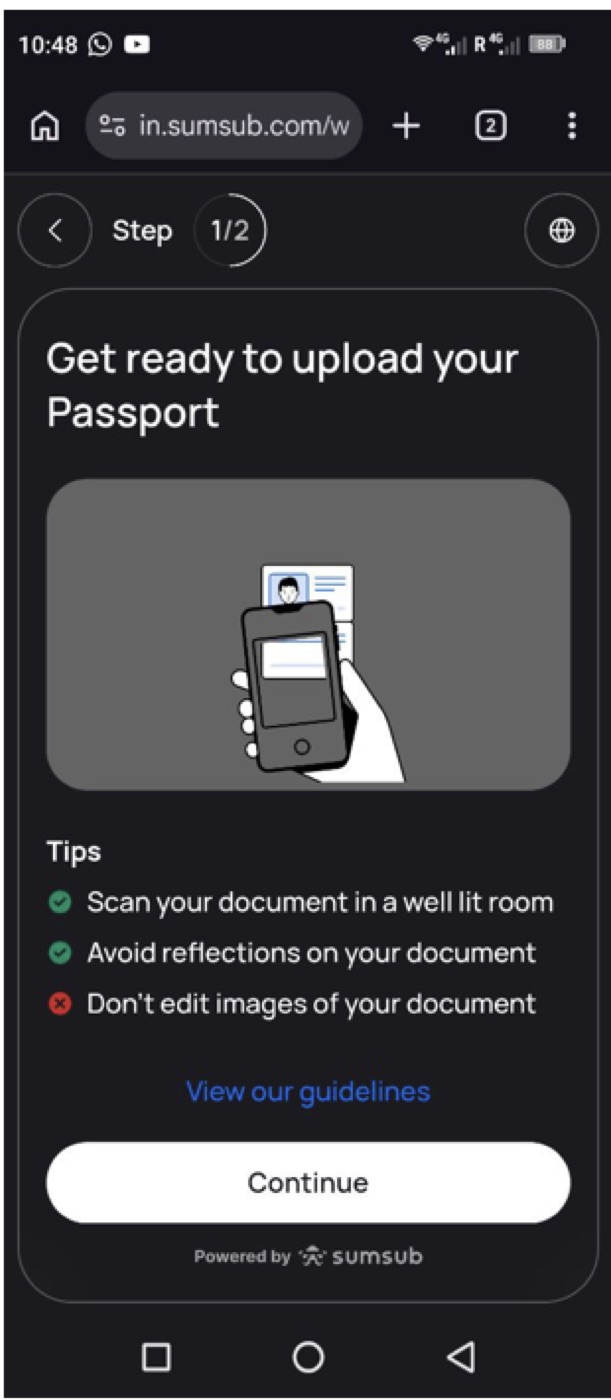 10:48 4G R 4G 88
in.sumsub.com/w 2
Step 1/2
Get ready to upload your
Passport
Tips
Scan your document in a well lit room
Avoid reflections on your document
Don't edit images of your document
View our guidelines
Continue
Powered by sumsub